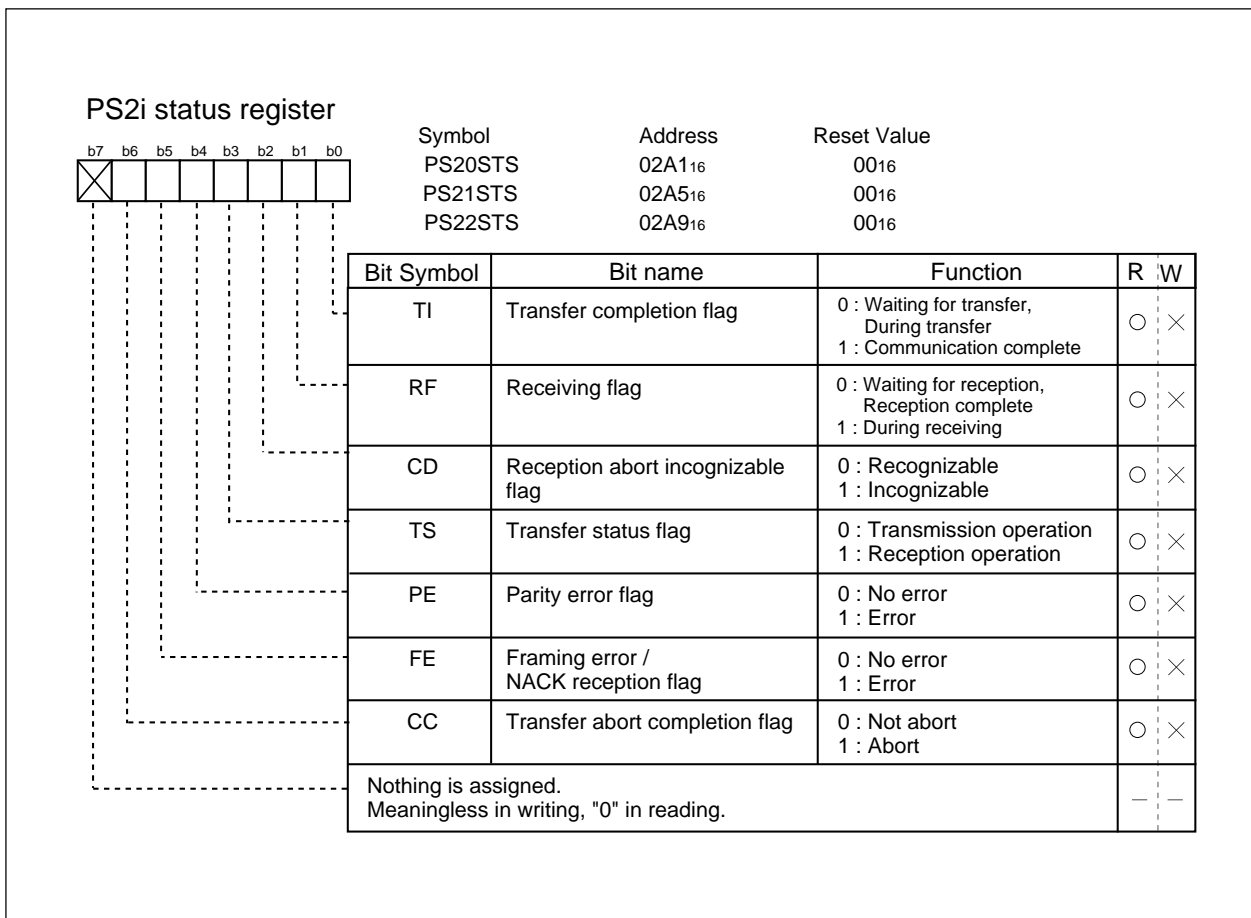 PS2i status register
b7 b6 b5 b4 b3 b2 b1 b0
Symbol Address Reset Value
PS20STS 02A116 0016
PS21STS 02A516 0016
PS22STS 02A916 0016
Bit Symbol Bit name Function R W
TI Transfer completion flag 0 : Waiting for transfer,
During transfer
1 : Communication complete
RF Receiving flag 0 : Waiting for reception,
Reception complete
1 : During receiving
CD Reception abort incognizable 0 : Recognizable
flag 1 : Incognizable
TS Transfer status flag 0 : Transmission operation
1 : Reception operation
PE Parity error flag 0 : No error
1 : Error
FE Framing error / 0 : No error
NACK reception flag 1 : Error
CC Transfer abort completion flag 0 : Not abort
1 : Abort
Nothing is assigned.
Meaningless in writing, "0" in reading. – –